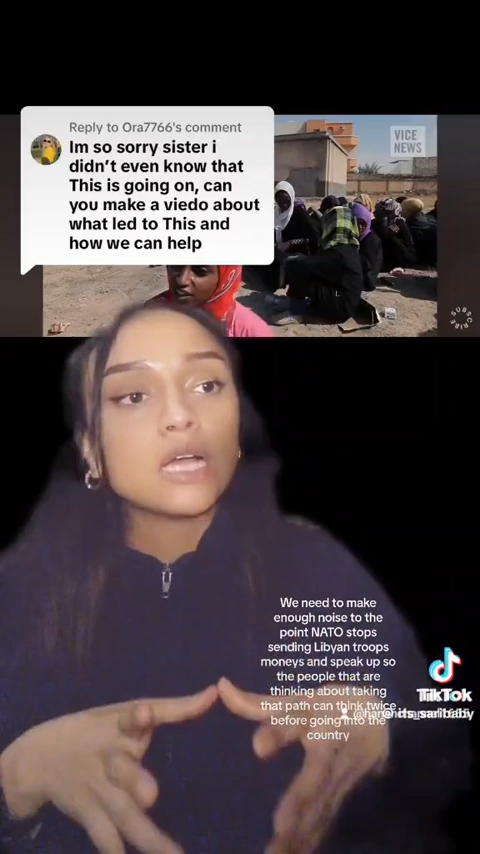 Reply to Ora7766's comment
Im so sorry sister i
didn't even know that
This is going on, can
you make a viedo about
what led to This and
how we can help
VICE
NEWS
SUBSCRIBE
We need to make
enough noise to the
point NATO stops
sending Libyan troops
moneys and speak up so
the people that are
thinking about taking
that path can think twice
before going into the
country
TikTok
its_saribaby